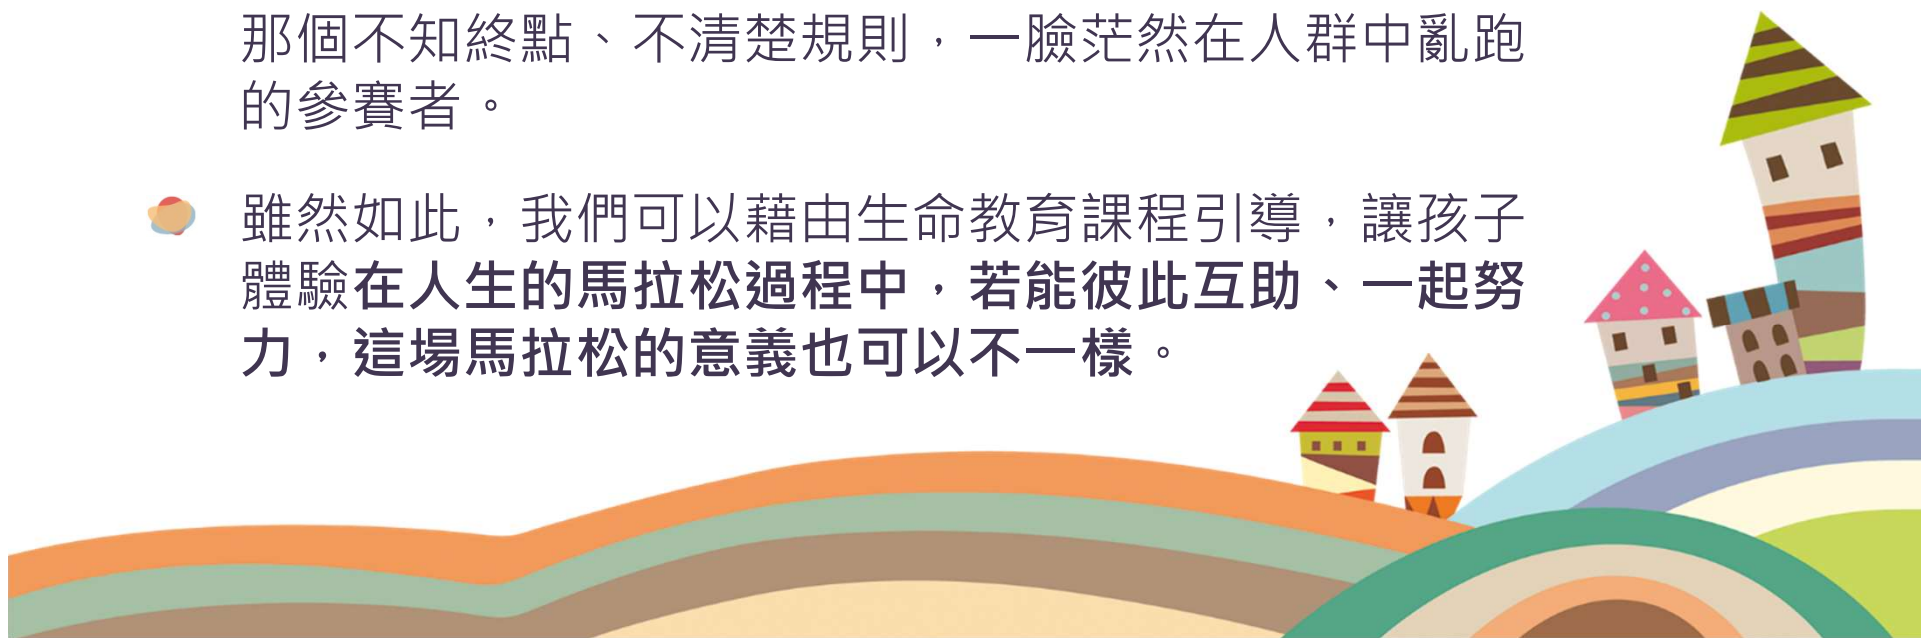 那個不知終點、不清楚規則，一臉茫然在人群中亂跑
的參賽者。
雖然如此，我們可以藉由生命教育課程引導，讓孩子
體驗在人生的馬拉松過程中，若能彼此互助、一起努
力，這場馬拉松的意義也可以不一樣。